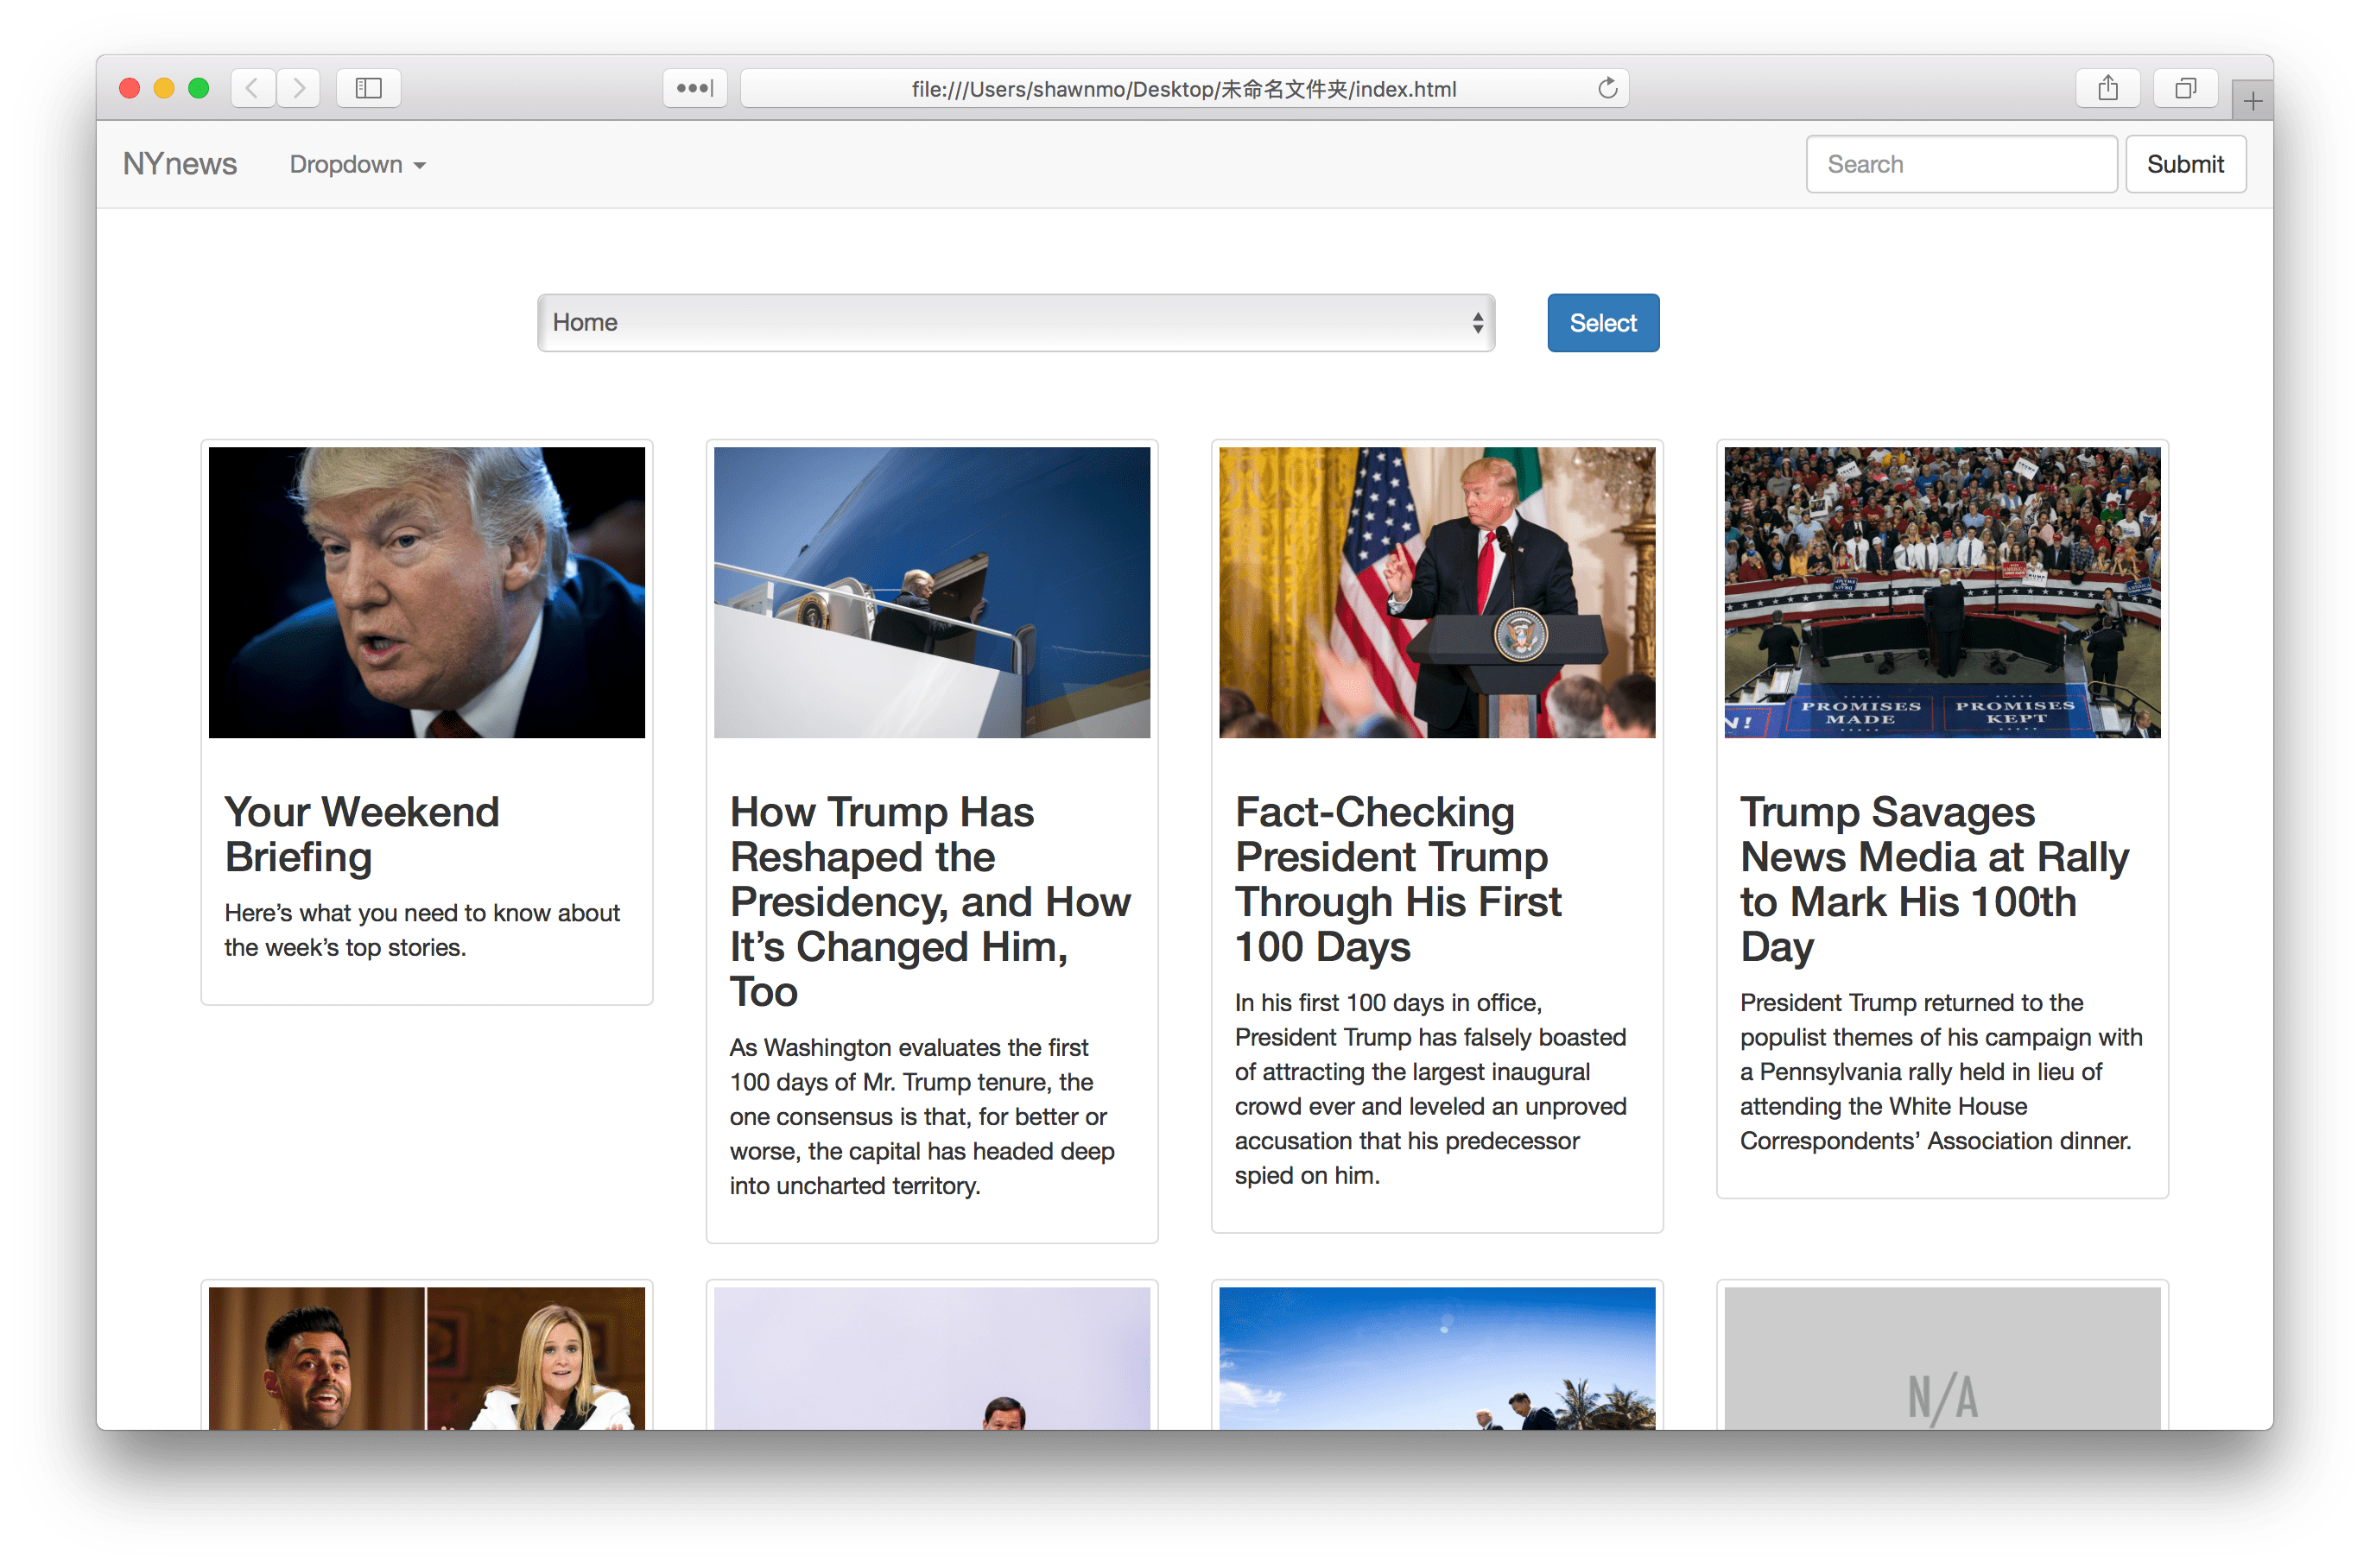 file:///Users/shawnmo/Desktop/未命名文件夹/index.html
NYnews
Dropdown
Search
Submit
Home
Select
PROMISES MADE
PROMISES KEPT
N!
Your Weekend
Briefing
Here’s what you need to know about
the week’s top stories.
How Trump Has
Reshaped the
Presidency, and How
It’s Changed Him,
Too
As Washington evaluates the first
100 days of Mr. Trump tenure, the
one consensus is that, for better or
worse, the capital has headed deep
into uncharted territory.
Fact-Checking
President Trump
Through His First
100 Days
In his first 100 days in office,
President Trump has falsely boasted
of attracting the largest inaugural
crowd ever and leveled an unproved
accusation that his predecessor
spied on him.
Trump Savages
News Media at Rally
to Mark His 100th
Day
President Trump returned to the
populist themes of his campaign with
a Pennsylvania rally held in lieu of
attending the White House
Correspondents’ Association dinner.
N/A